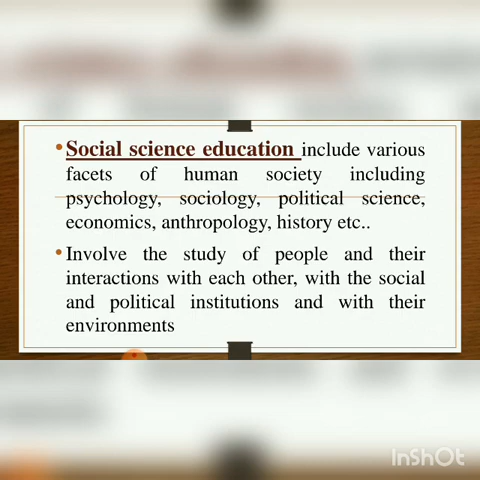 •Social science education include various
facets of human society including
psychology, sociology, political science,
economics, anthropology, history etc..
•Involve the study of people and their
interactions with each other, with the social
and political institutions and with their
environments
InShOt